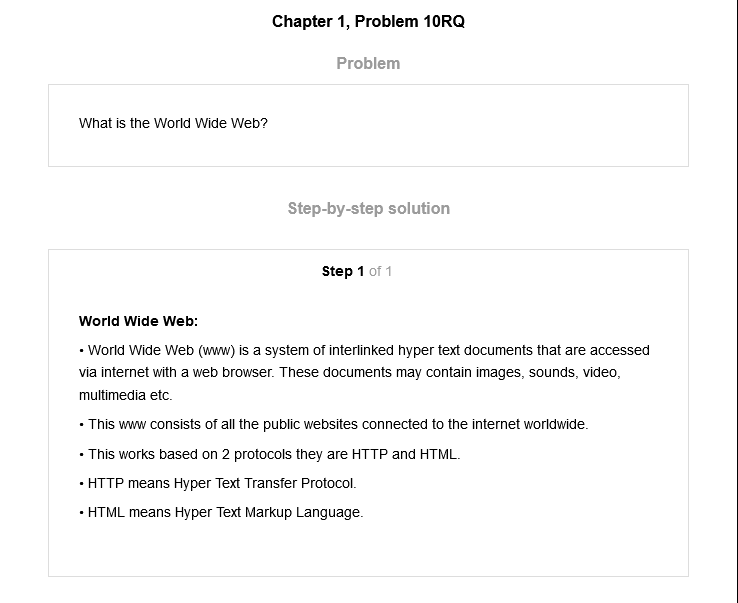 Chapter 1, Problem 10RQ
Problem
What is the World Wide Web?
Step-by-step solution
Step 1 of 1
World Wide Web:
• World Wide Web (www) is a system of interlinked hyper text documents that are accessed
via internet with a web browser. These documents may contain images, sounds, video,
multimedia etc.
• This www consists of all the public websites connected to the internet worldwide.
• This works based on 2 protocols they are HTTP and HTML.
• HTTP means Hyper Text Transfer Protocol.
• HTML means Hyper Text Markup Language.